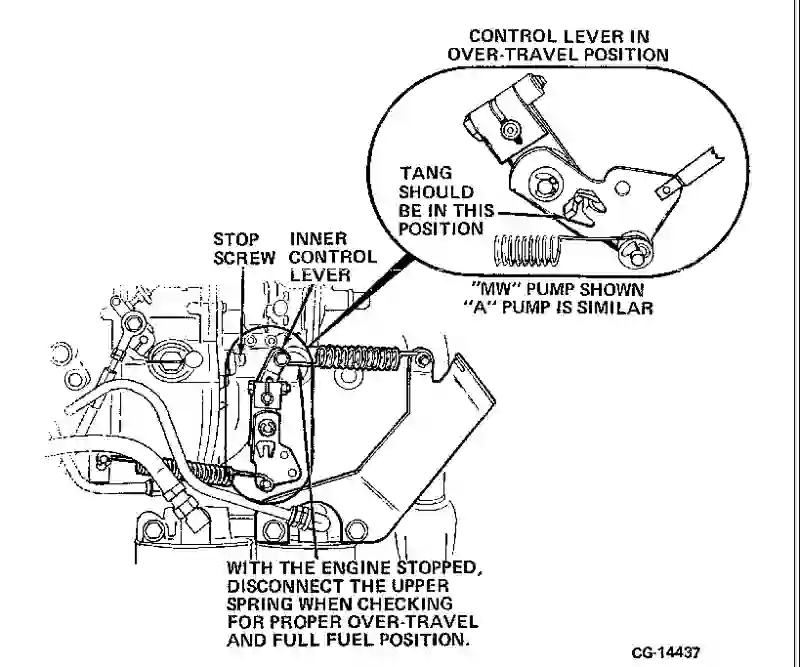 CONTROL LEVER IN
OVER-TRAVEL POSITION
TANG
SHOULD
BE IN THIS
POSITION
STOP
SCREW
INNER
CONTROL
LEVER
"MW" PUMP SHOWN
"A" PUMP IS SIMILAR
WITH THE ENGINE STOPPED,
DISCONNECT THE UPPER
SPRING WHEN CHECKING
FOR PROPER OVER-TRAVEL
AND FULL FUEL POSITION.
CG-14437